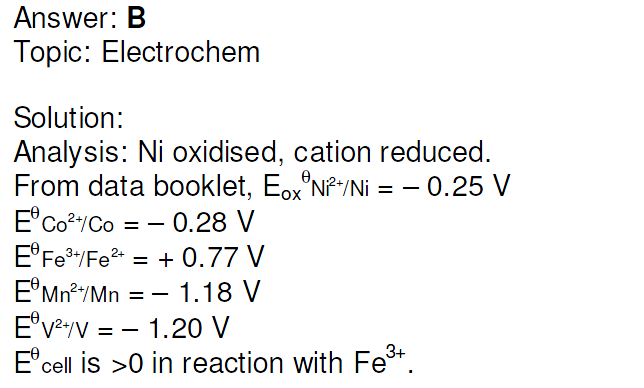 Answer: B
Topic: Electrochem
Solution:
Analysis: Ni oxidised, cation reduced.
From data booklet, Eₒₓ^θ Ni²⁺/Ni = – 0.25 V
E^θ Co²⁺/Co = – 0.28 V
E^θ Fe³⁺/Fe²⁺ = + 0.77 V
E^θ Mn²⁺/Mn = – 1.18 V
E^θ V²⁺/V = – 1.20 V
E^θ cell is >0 in reaction with Fe³⁺.